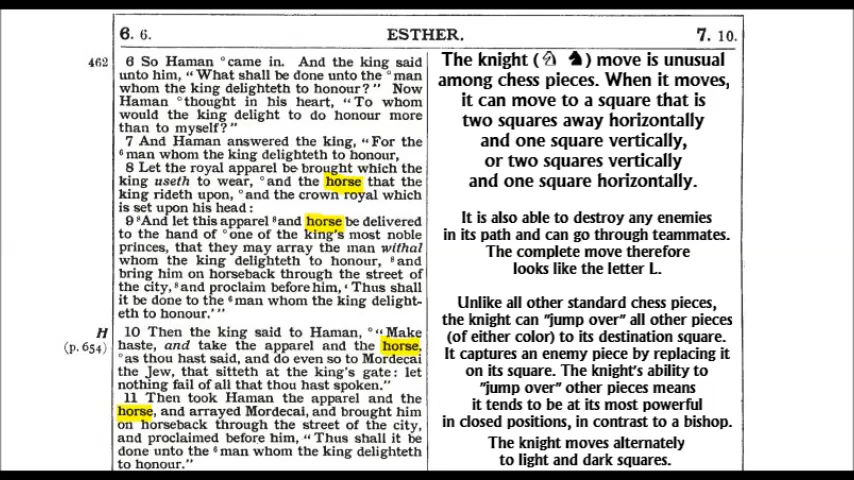 6. 6.
ESTHER.
7. 10.
462
6 So Haman °came in. And the king said
unto him, "What shall be done unto the °man
whom the king delighteth to honour?" Now
Haman °thought in his heart, "To whom
would the king delight to do honour more
than to myself?"
7 And Haman answered the king, "For the
⁶man whom the king delighteth to honour,
8 Let the royal apparel be brought which the
king useth to wear, °and the horse that the
king rideth upon, °and the crown royal which
is set upon his head:
9 ⁸And let this apparel ⁸and horse be delivered
to the hand of °one of the king's most noble
princes, that they may array the man withal
whom the king delighteth to honour, ⁸and
bring him on horseback through the street of
the city, ⁸and proclaim before him, 'Thus shall
it be done to the ⁶man whom the king delight-
eth to honour.'"
H
(p. 654)
10 Then the king said to Haman, °"Make
haste, and take the apparel and the horse,
°as thou hast said, and do even so to Mordecai
the Jew, that sitteth at the king's gate: let
nothing fail of all that thou hast spoken."
11 Then took Haman the apparel and the
horse, and arrayed Mordecai, and brought him
on horseback through the street of the city,
and proclaimed before him, "Thus shall it be
done unto the ⁶man whom the king delighteth
to honour."
The knight (♘ ♞) move is unusual
among chess pieces. When it moves,
it can move to a square that is
two squares away horizontally
and one square vertically,
or two squares vertically
and one square horizontally.
It is also able to destroy any enemies
in its path and can go through teammates.
The complete move therefore
looks like the letter L.
Unlike all other standard chess pieces,
the knight can "jump over" all other pieces
(of either color) to its destination square.
It captures an enemy piece by replacing it
on its square. The knight's ability to
"jump over" other pieces means
it tends to be at its most powerful
in closed positions, in contrast to a bishop.
The knight moves alternately
to light and dark squares.